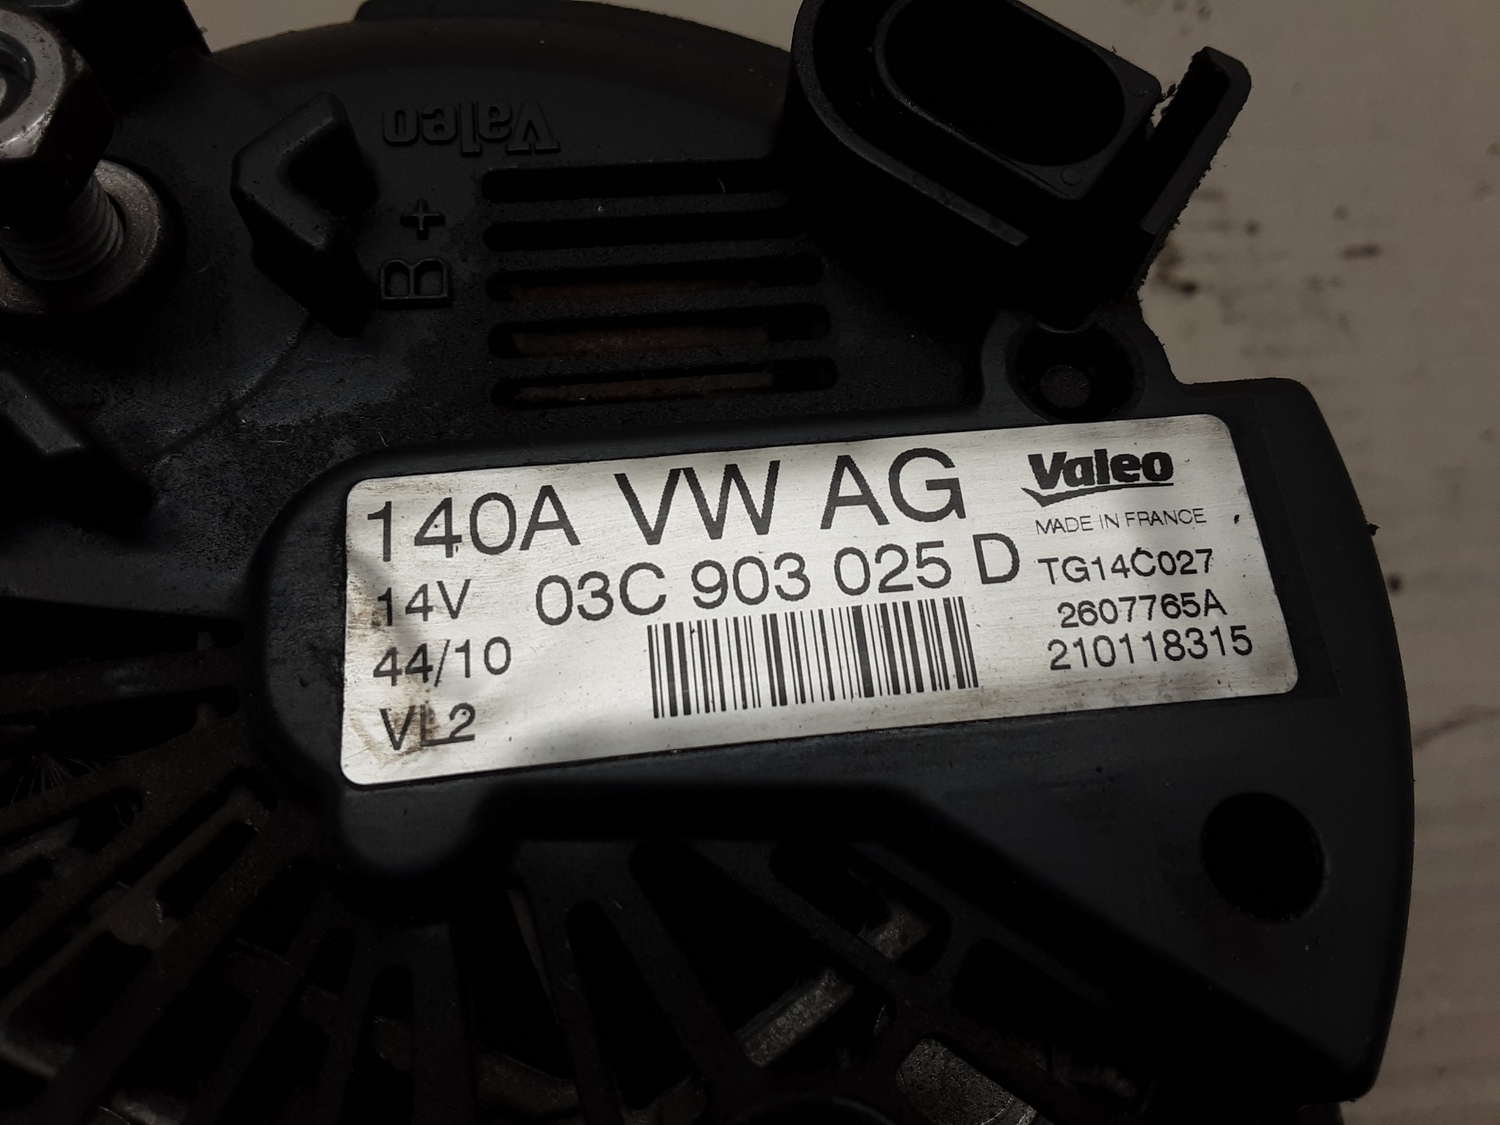 Valeo
B +
140A VW AG
14V 03C 903 025 D
44/10
VL2
Valeo
MADE IN FRANCE
TG14C027
2607765A
210118315